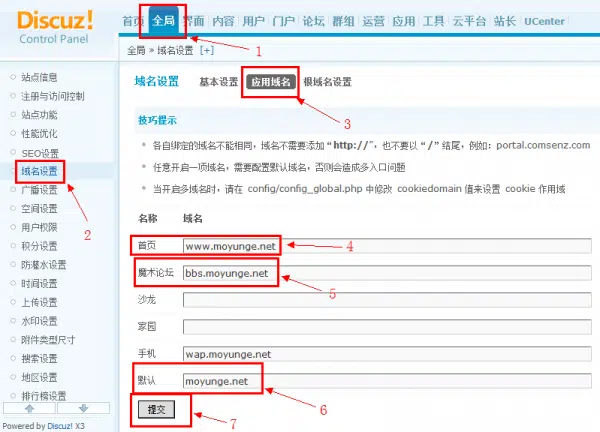 Discuz!
Control Panel
首页 全局 界面 内容 用户 门户 论坛 群组 运营 应用 工具 云平台 站长 UCenter
1
全局 » 域名设置 [+]
站点信息
注册与访问控制
站点功能
性能优化
SEO设置
域名设置
2
广播设置
空间设置
用户权限
积分设置
防灌水设置
时间设置
上传设置
水印设置
附件类型尺寸
搜索设置
地区设置
排行榜设置
Powered by Discuz! X3
域名设置 基本设置 应用域名 根域名设置
3
技巧提示
各自绑定的域名不能相同，域名不需要添加“http://”，也不要以“/”结尾，例如：portal.comsenz.com
任意开启一项域名，需要配置默认域名，否则会造成多入口问题
当开启多域名时，请在 config/config_global.php 中修改 cookiedomain 值来设置 cookie 作用域
名称 域名
首页 www.moyunge.net 4
魔术论坛 bbs.moyunge.net
5
沙龙
家园
手机 wap.moyunge.net
默认 moyunge.net
6
提交
7